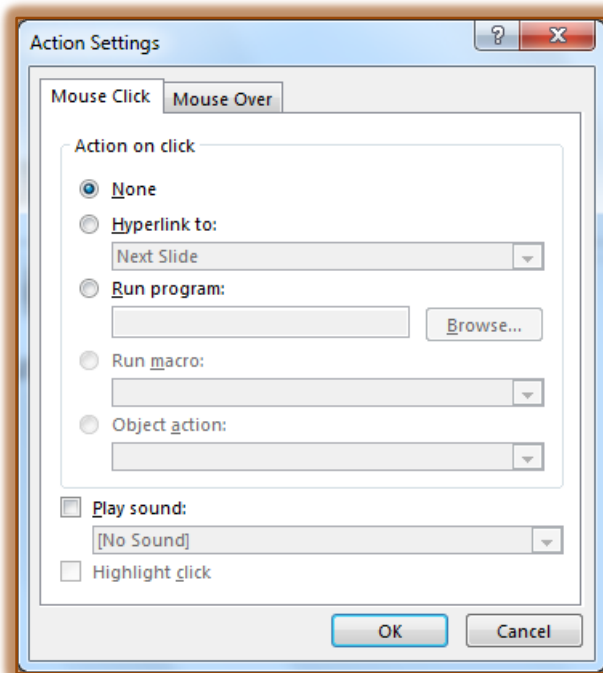 Action Settings
Mouse Click Mouse Over
Action on click
None
Hyperlink to:
Next Slide
Run program:
Browse...
Run macro:
Object action:
Play sound:
[No Sound]
Highlight click
OK Cancel